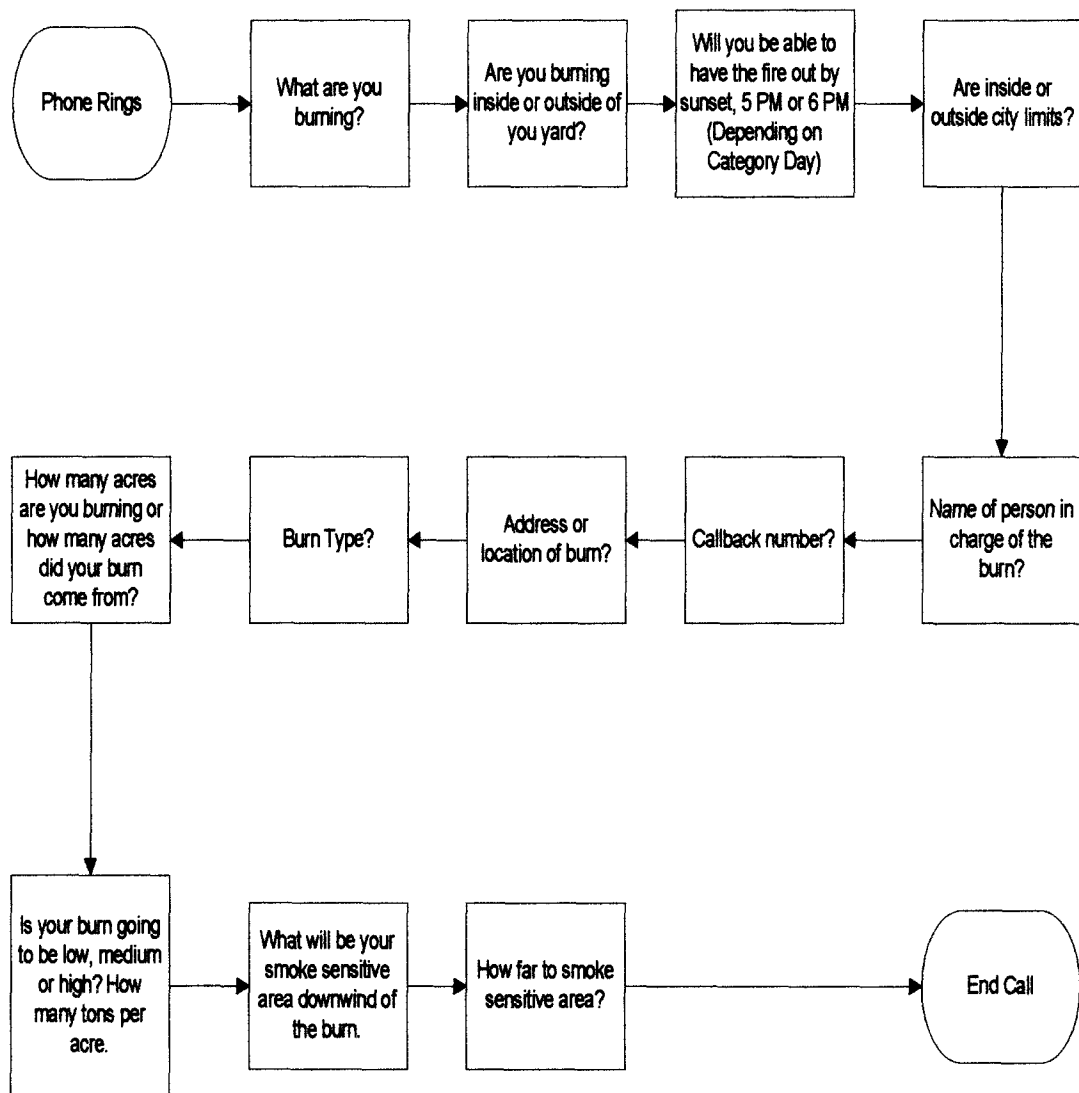 Phone Rings
What are you
burning?
Are you burning
inside or outside of
you yard?
Will you be able to
have the fire out by
sunset, 5 PM or 6 PM
(Depending on
Category Day)
Are inside or
outside city limits?
Name of person in
charge of the
burn?
Callback number?
Address or
location of burn?
Burn Type?
How many acres
are you burning or
how many acres
did your burn
come from?
Is your burn going
to be low, medium
or high? How
many tons per
acre.
What will be your
smoke sensitive
area downwind of
the burn.
How far to smoke
sensitive area?
End Call